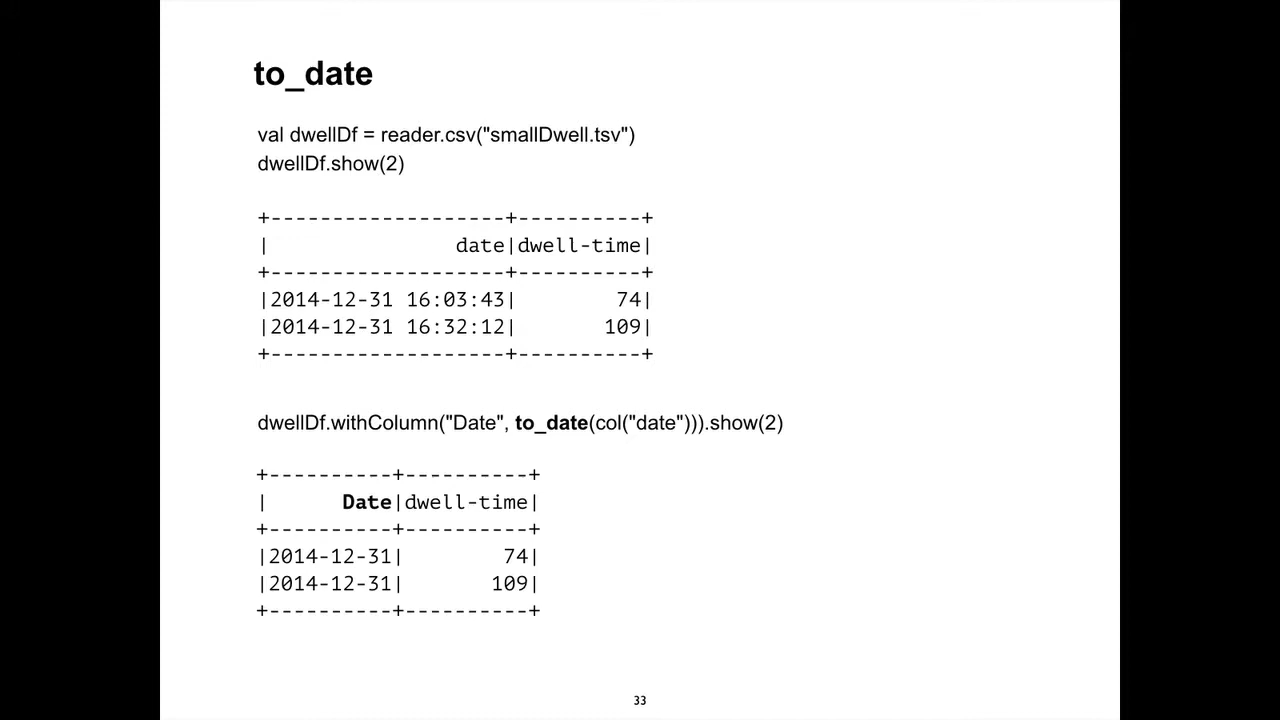 to_date
val dwellDf = reader.csv("smallDwell.tsv")
dwellDf.show(2)
+-------------------+----------+
|               date|dwell-time|
+-------------------+----------+
|2014-12-31 16:03:43|        74|
|2014-12-31 16:32:12|       109|
+-------------------+----------+
dwellDf.withColumn("Date", to_date(col("date"))).show(2)
+----------+----------+
|      Date|dwell-time|
+----------+----------+
|2014-12-31|        74|
|2014-12-31|       109|
+----------+----------+
33